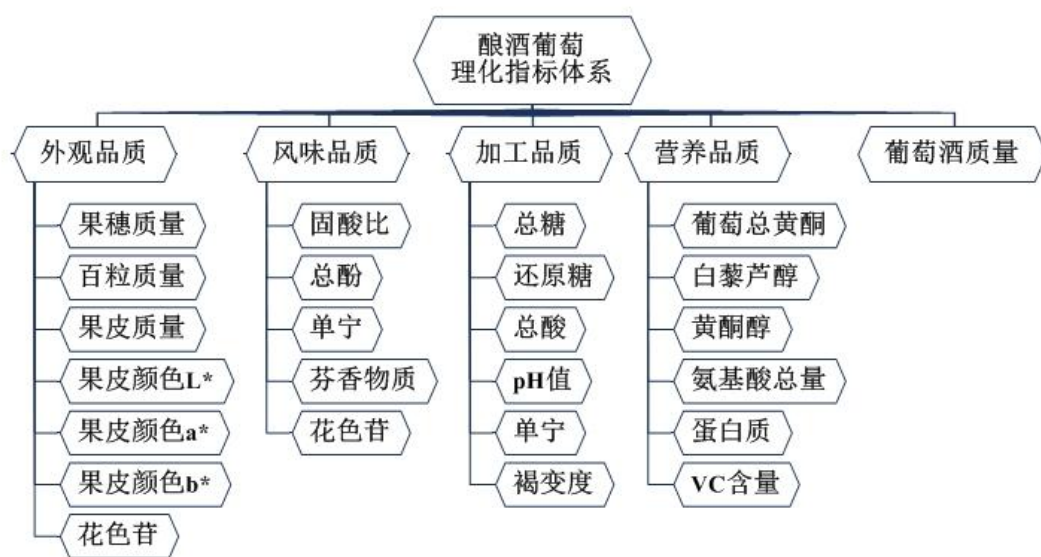 酿酒葡萄
理化指标体系
外观品质
风味品质
加工品质
营养品质
葡萄酒质量
果穗质量
百粒质量
果皮质量
果皮颜色L*
果皮颜色a*
果皮颜色b*
花色苷
固酸比
总酚
单宁
芬香物质
花色苷
总糖
还原糖
总酸
pH值
单宁
褐变度
葡萄总黄酮
白藜芦醇
黄酮醇
氨基酸总量
蛋白质
VC含量